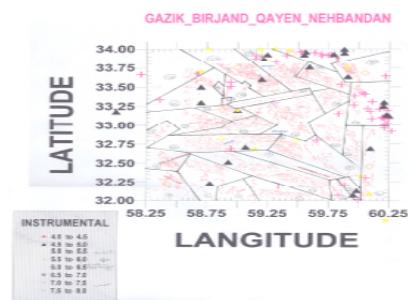 GAZIK_BIRJAND_QAYEN_NEHBANDAN
LATITUDE
34.00
33.75
33.50
33.25
33.00
32.75
32.50
32.25
32.00
58.25 58.75 59.25 59.75 60.25
LANGITUDE
INSTRUMENTAL
4.0 to 4.5
4.5 to 5.0
5.0 to 5.5
5.5 to 6.0
6.0 to 6.5
6.5 to 7.0
7.0 to 7.5
7.5 to 8.0